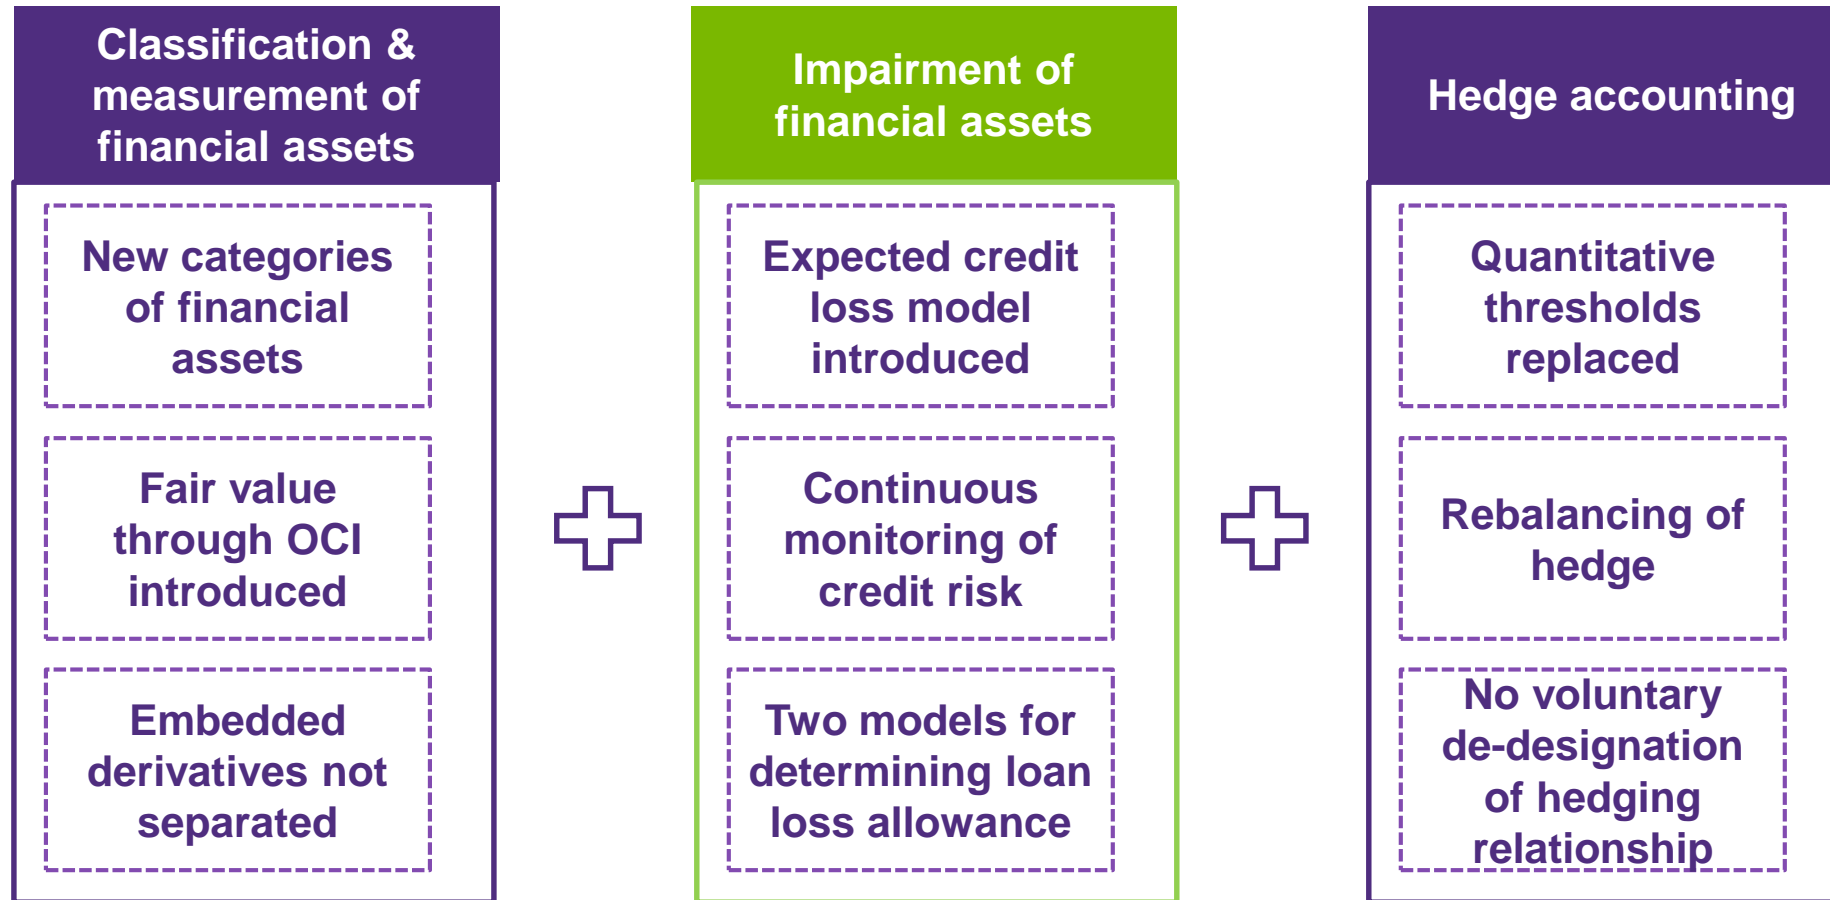 Classification &
measurement of
financial assets
New categories
of financial
assets
Fair value
through OCI
introduced
Embedded
derivatives not
separated
Impairment of
financial assets
Expected credit
loss model
introduced
Continuous
monitoring of
credit risk
Two models for
determining loan
loss allowance
Hedge accounting
Quantitative
thresholds
replaced
Rebalancing of
hedge
No voluntary
de-designation
of hedging
relationship